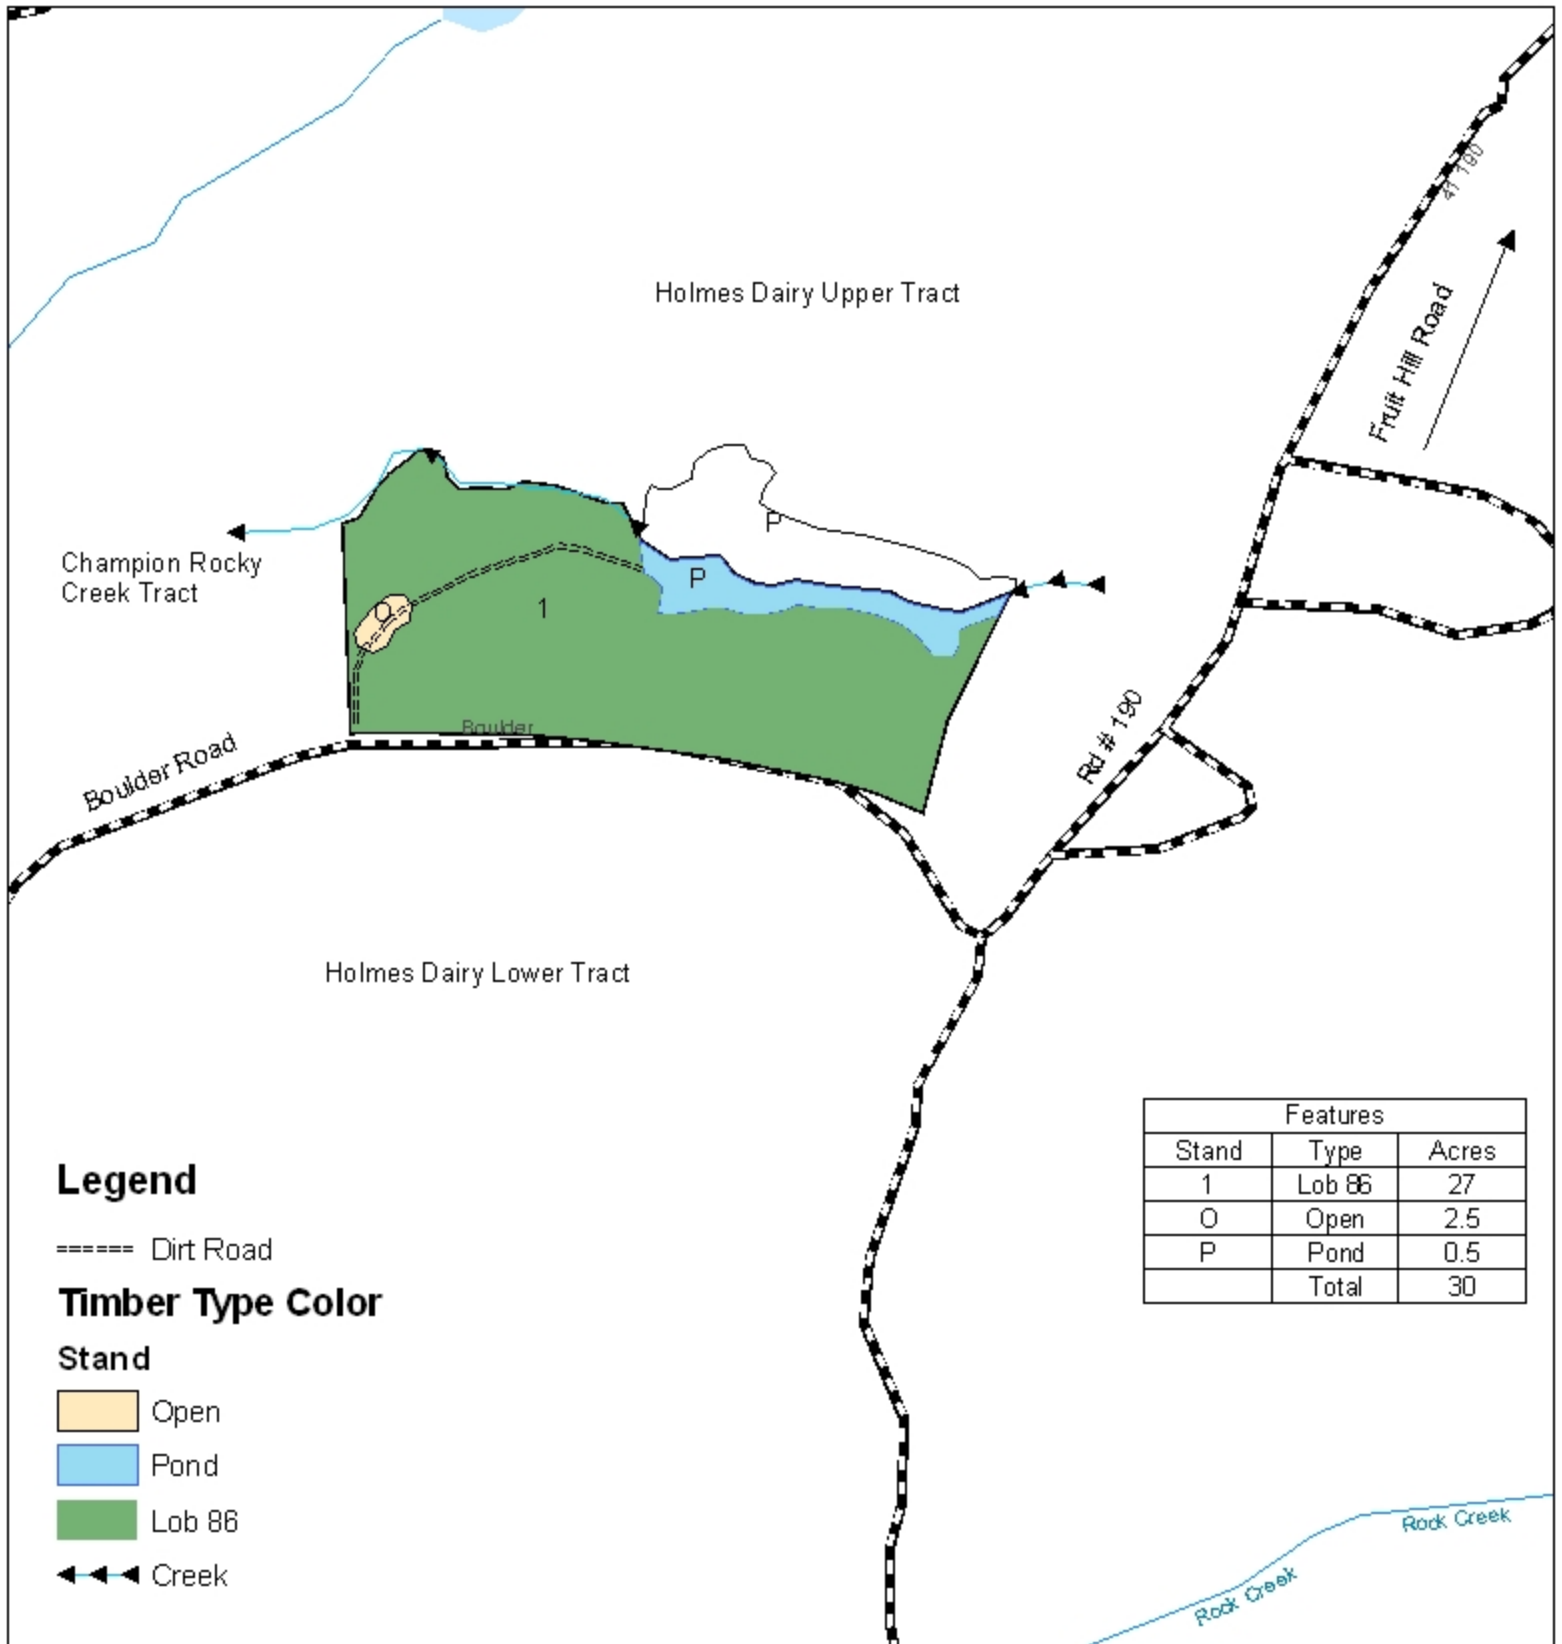 41 190
Holmes Dairy Upper Tract
Fruit Hill Road
P
Champion Rocky
Creek Tract
P
1
O
Boulder
Rd # 190
Boulder Road
Holmes Dairy Lower Tract
Features
Stand Type Acres
1 Lob 86 27
O Open 2.5
P Pond 0.5
Total 30
Legend
Dirt Road
Timber Type Color
Stand
Open
Pond
Lob 86
Creek
Rock Creek
Rock Creek